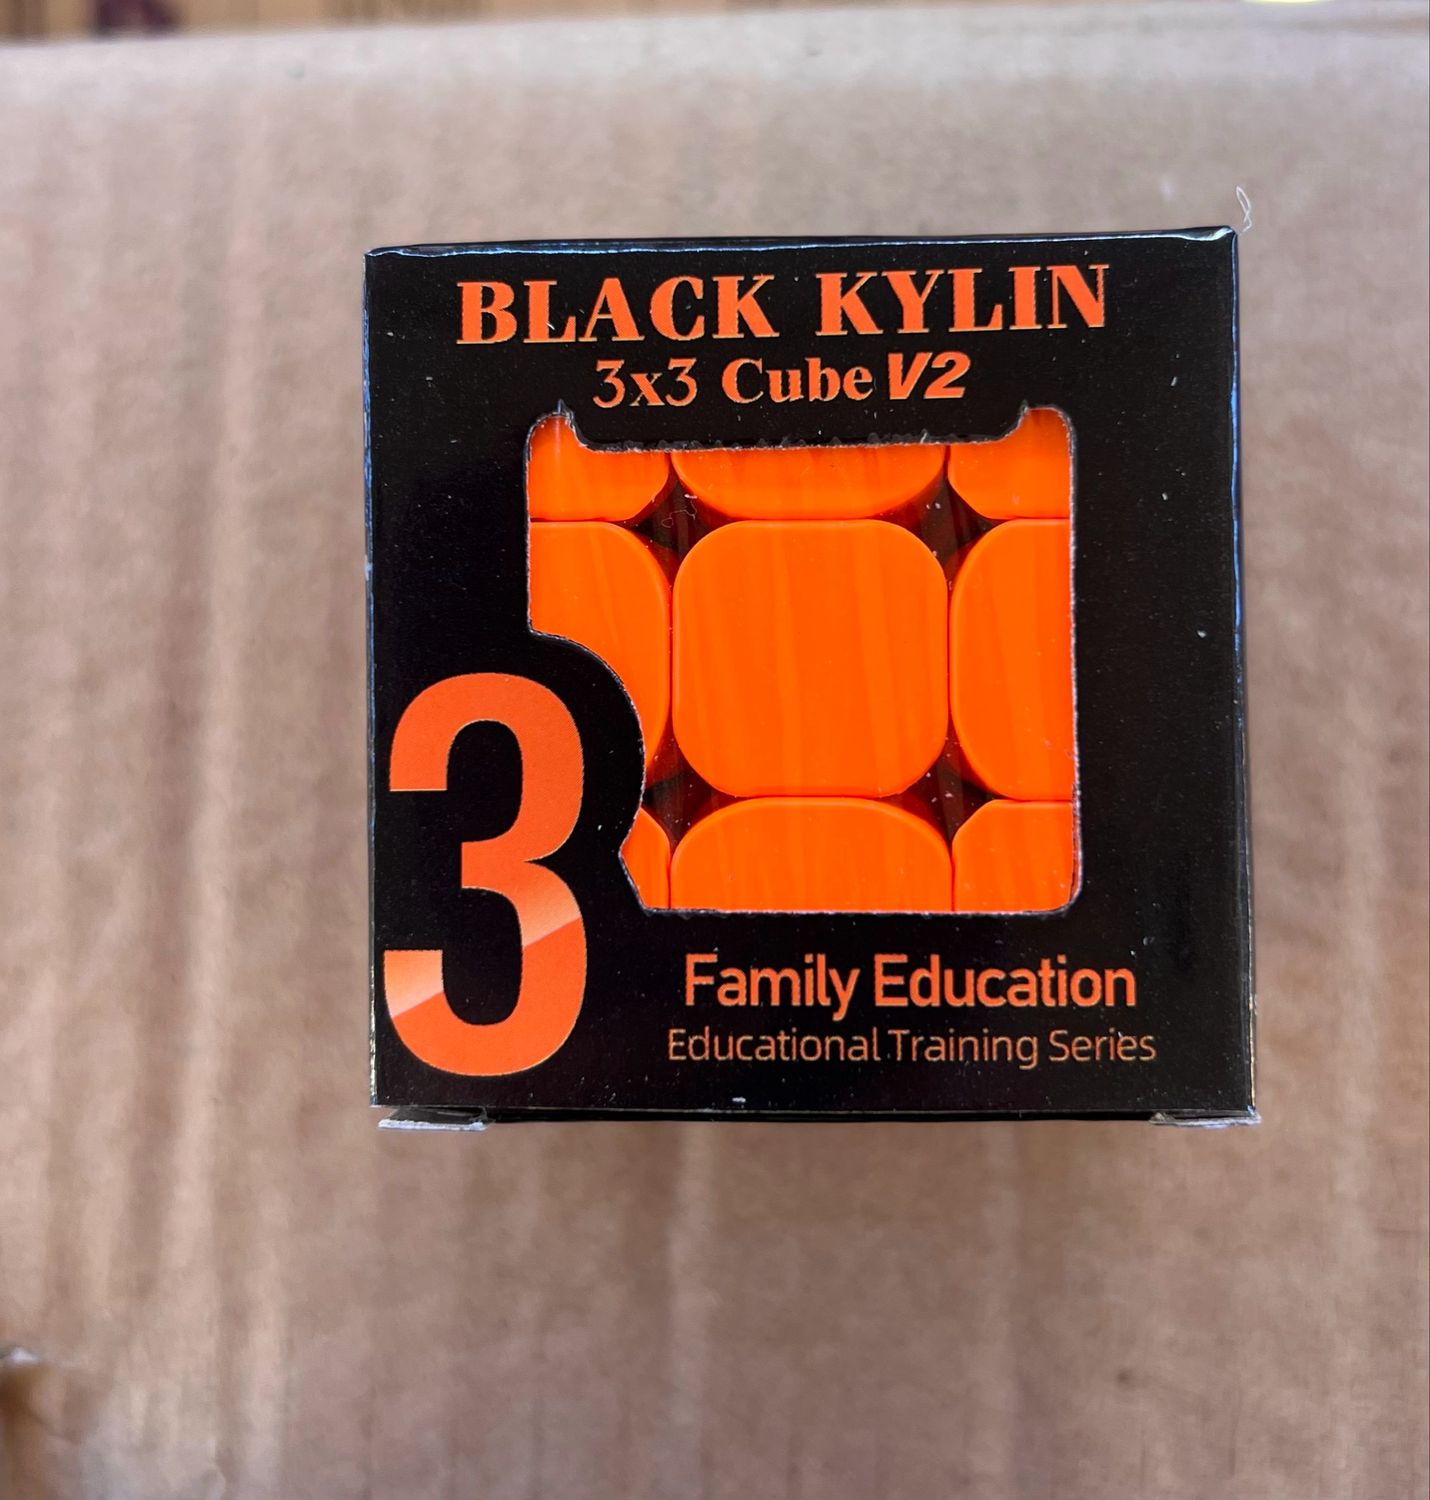 BLACK KYLIN
3x3 Cube V2
3
Family Education
Educational Training Series